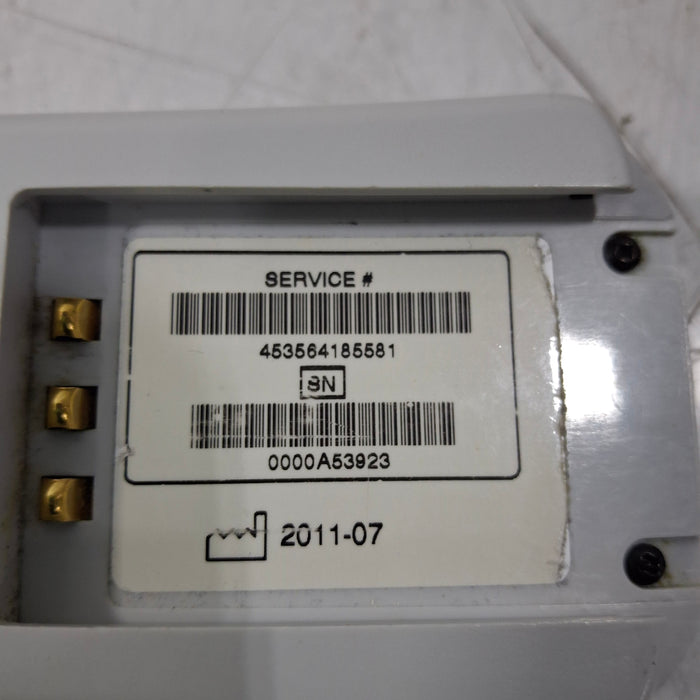 SERVICE #
453564185581
SN
0000A53923
2011-07